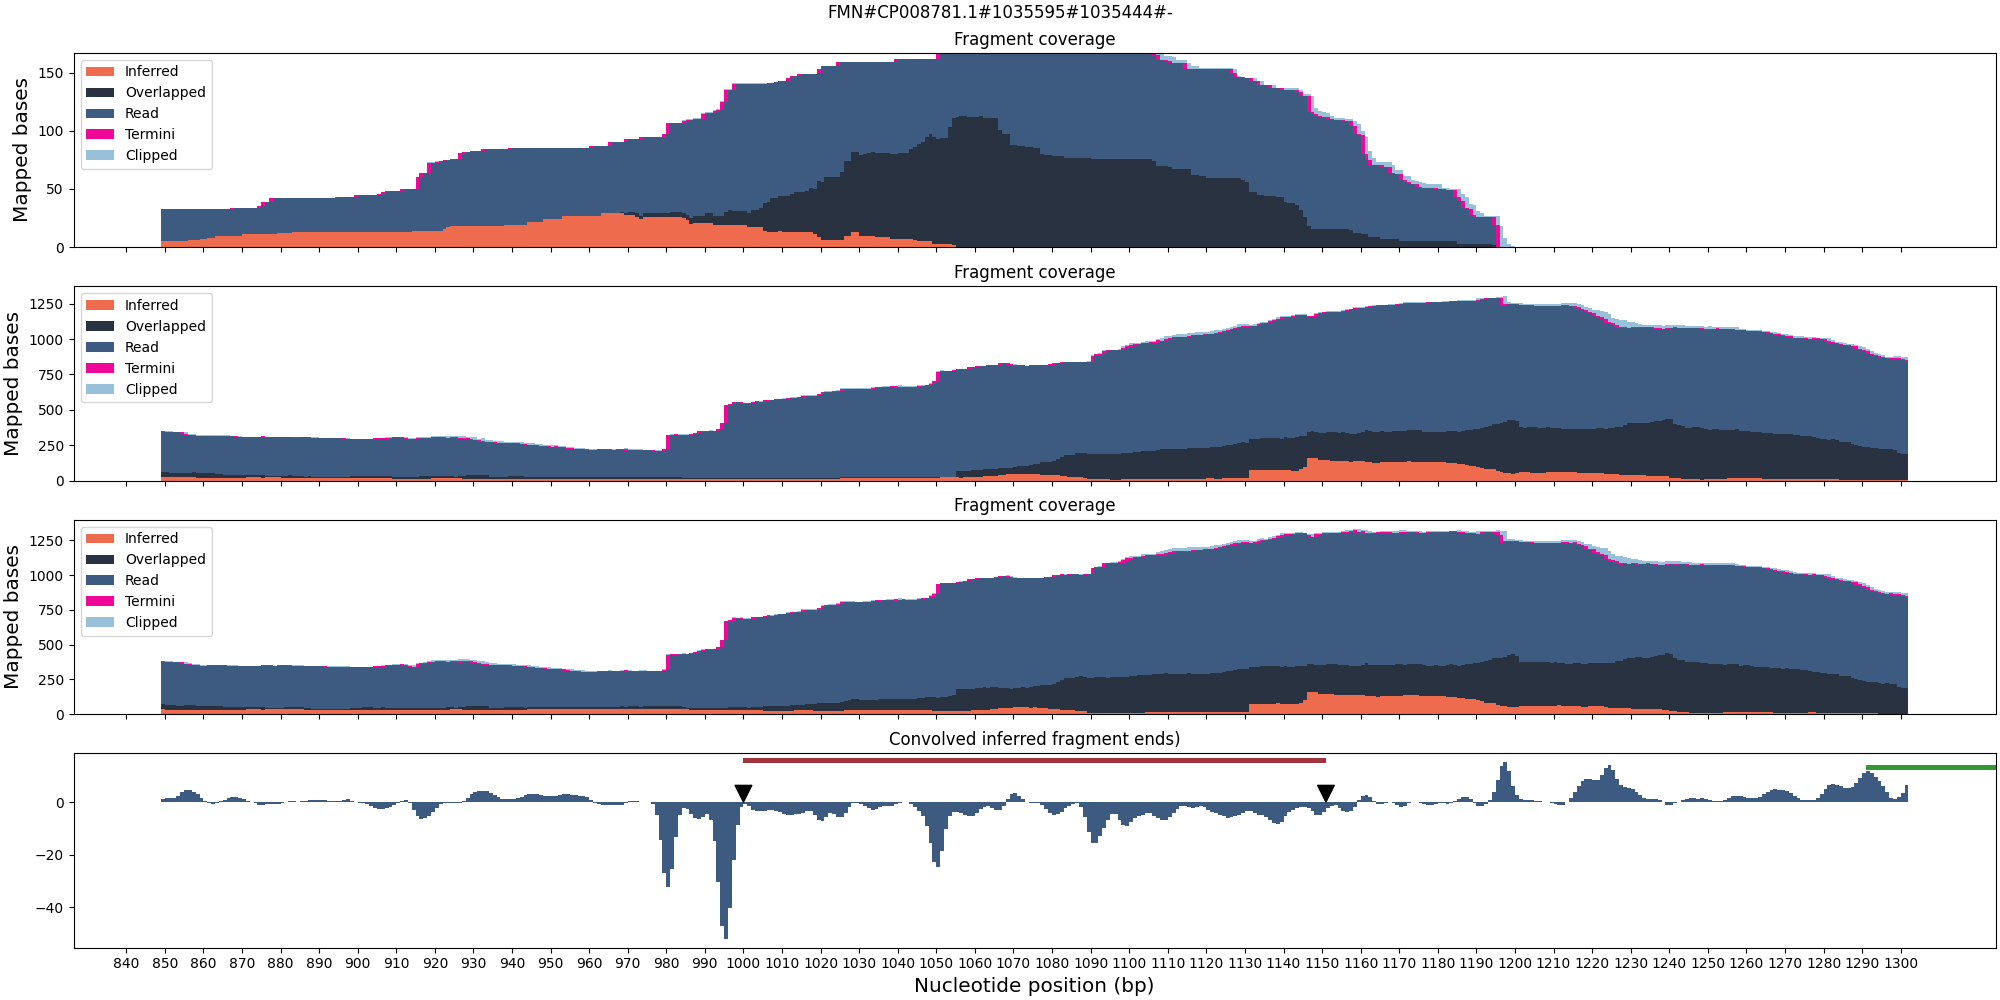 FMN#CP008781.1#1035595#1035444#-
Fragment coverage
Mapped bases
150
100
50
0
Inferred
Overlapped
Read
Termini
Clipped
Fragment coverage
Mapped bases
1250
1000
750
500
250
0
Inferred
Overlapped
Read
Termini
Clipped
Fragment coverage
Mapped bases
1250
1000
750
500
250
0
Inferred
Overlapped
Read
Termini
Clipped
Convolved inferred fragment ends)
0
−20
−40
840 850 860 870 880 890 900 910 920 930 940 950 960 970 980 990 1000 1010 1020 1030 1040 1050 1060 1070 1080 1090 1100 1110 1120 1130 1140 1150 1160 1170 1180 1190 1200 1210 1220 1230 1240 1250 1260 1270 1280 1290 1300
Nucleotide position (bp)